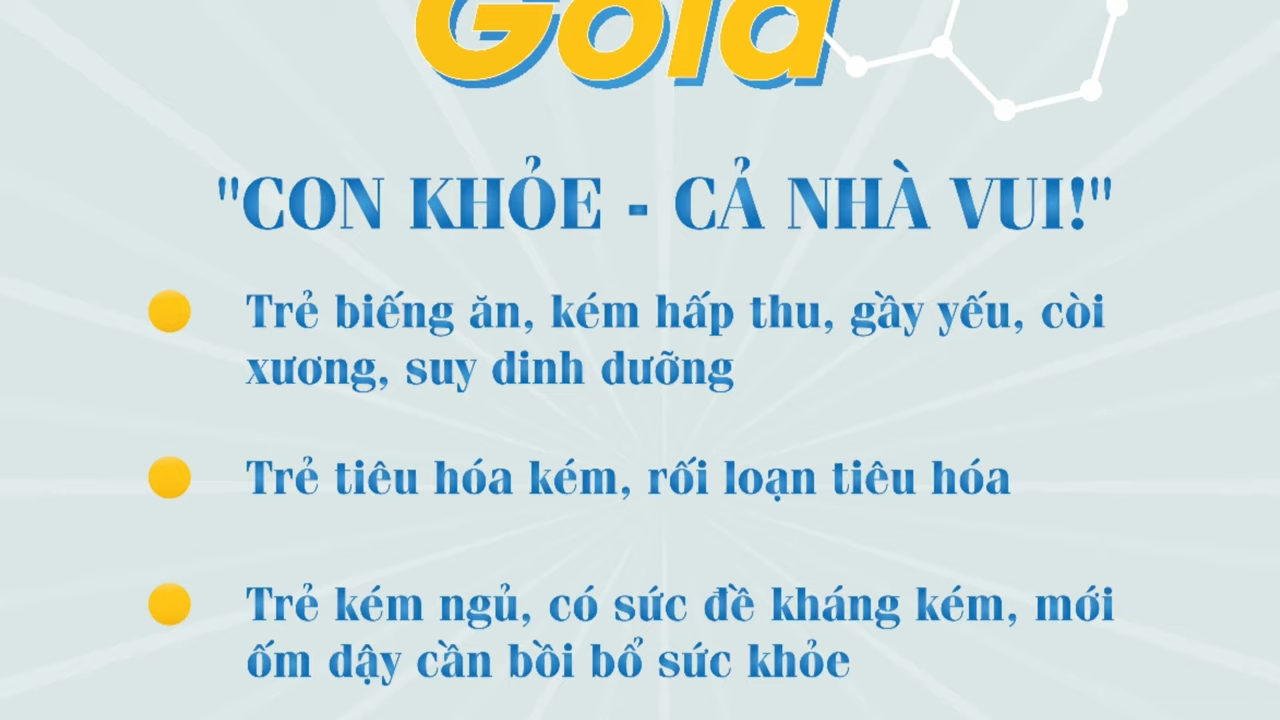 Gold
"CON KHỎE - CẢ NHÀ VUI!"
Trẻ biếng ăn, kém hấp thu, gầy yếu, còi
xương, suy dinh dưỡng
Trẻ tiêu hóa kém, rối loạn tiêu hóa
Trẻ kém ngủ, có sức đề kháng kém, mới
ốm dậy cần bồi bổ sức khỏe